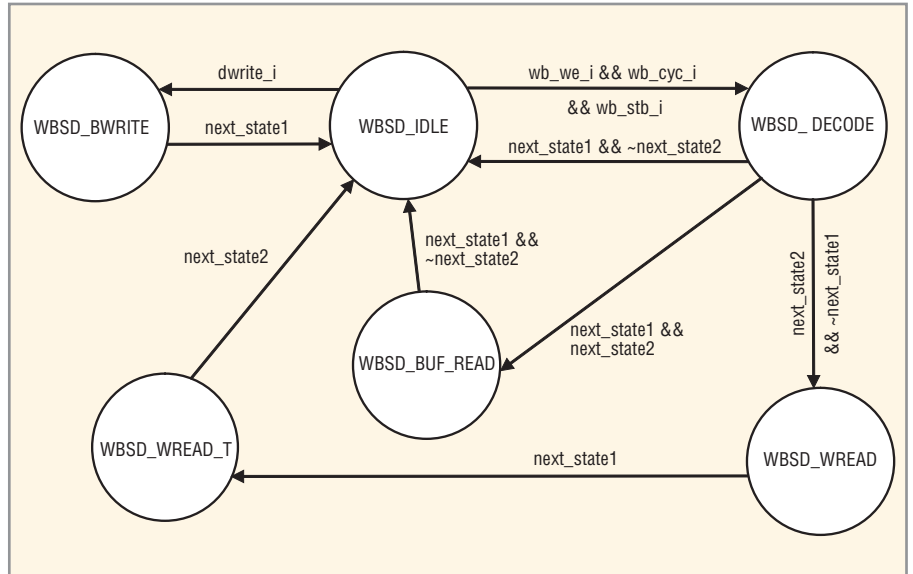 dwrite_i
wb_we_i && wb_cyc_i
&& wb_stb_i
WBSD_BWRITE
WBSD_IDLE
WBSD_ DECODE
next_state1
next_state1 && ~next_state2
next_state2
next_state1 &&
~next_state2
next_state2
&& ~next_state1
next_state1 &&
next_state2
WBSD_BUF_READ
WBSD_WREAD_T
WBSD_WREAD
next_state1